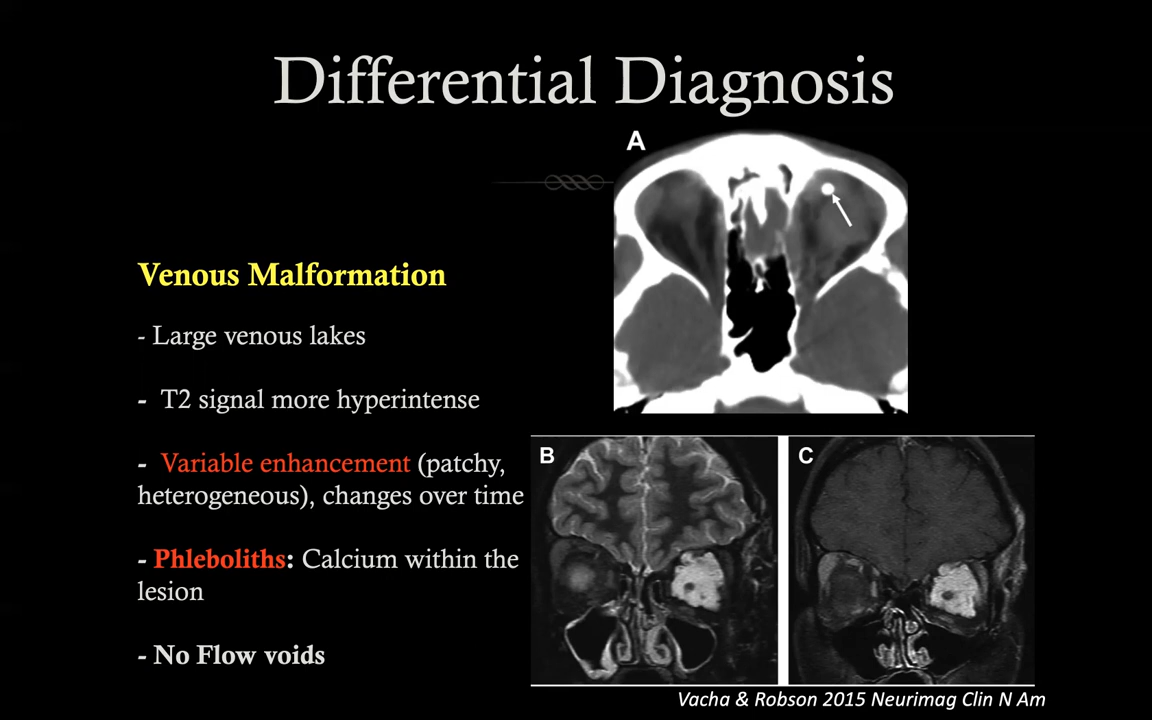 Differential Diagnosis
A
Venous Malformation
- Large venous lakes
- T2 signal more hyperintense
- Variable enhancement (patchy,
heterogeneous), changes over time
- Phleboliths: Calcium within the
lesion
- No Flow voids
B
C
Vacha & Robson 2015 Neurimag Clin N Am